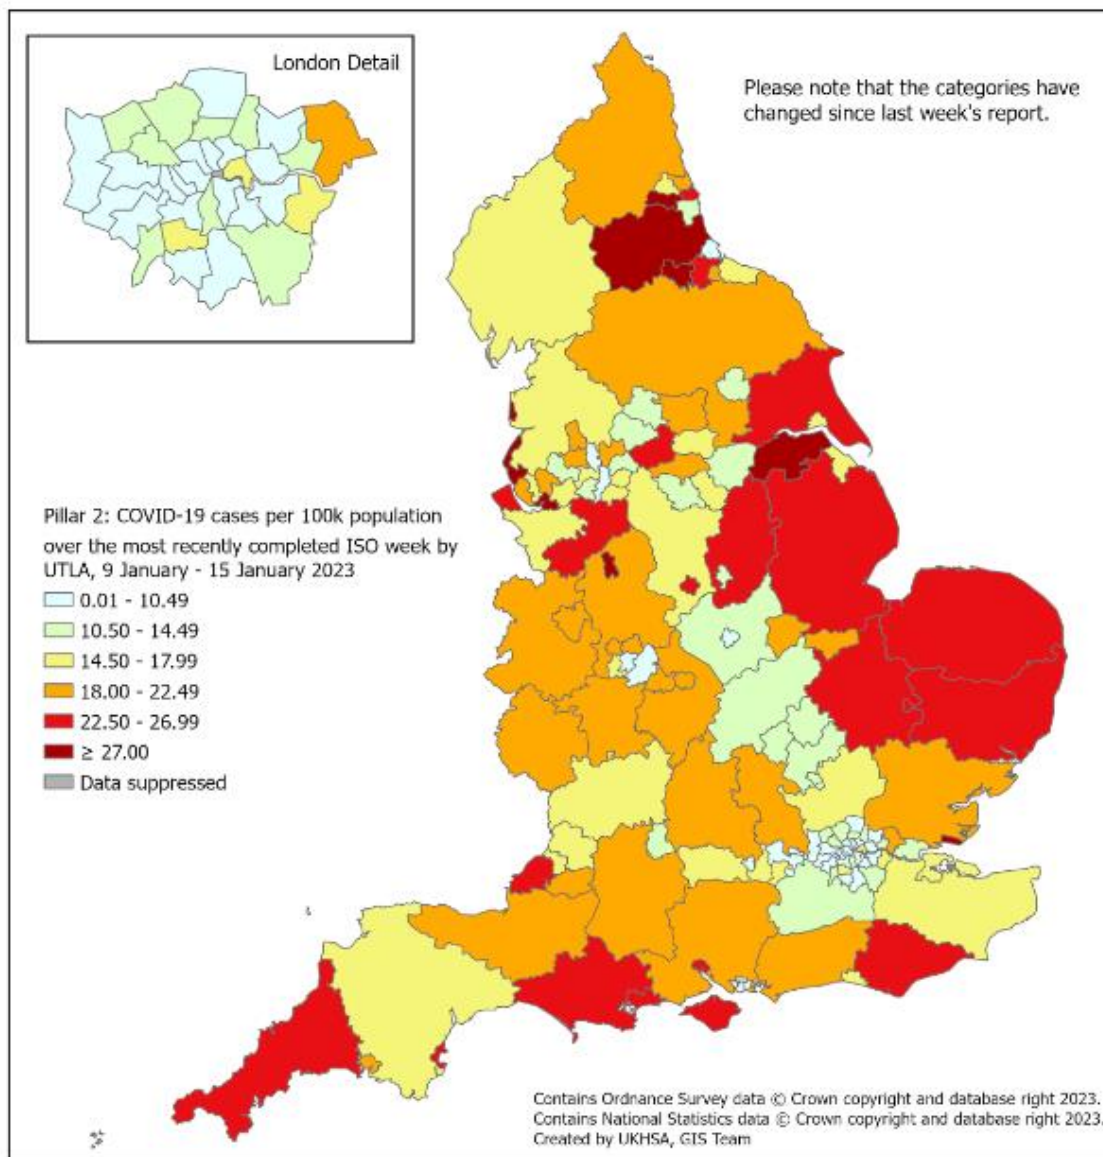 London Detail
Please note that the categories have
changed since last week's report.
Pillar 2: COVID-19 cases per 100k population
over the most recently completed ISO week by
UTLA, 9 January - 15 January 2023
0.01 - 10.49
10.50 - 14.49
14.50 - 17.99
18.00 - 22.49
22.50 - 26.99
≥ 27.00
Data suppressed
Contains Ordnance Survey data © Crown copyright and database right 2023.
Contains National Statistics data © Crown copyright and database right 2023.
Created by UKHSA, GIS Team